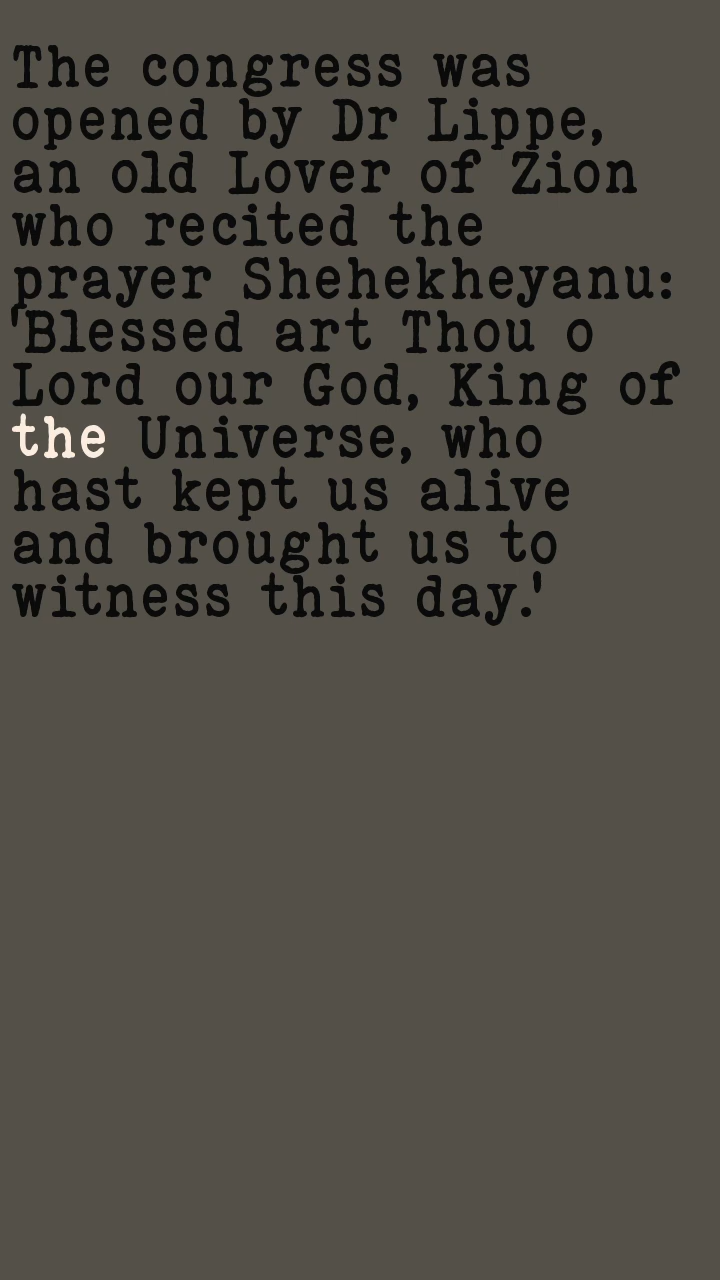 The congress was
opened by Dr Lippe,
an old Lover of Zion
who recited the
prayer Shehekheyanu:
'Blessed art Thou o
Lord our God, King of
the Universe, who
hast kept us alive
and brought us to
witness this day.'